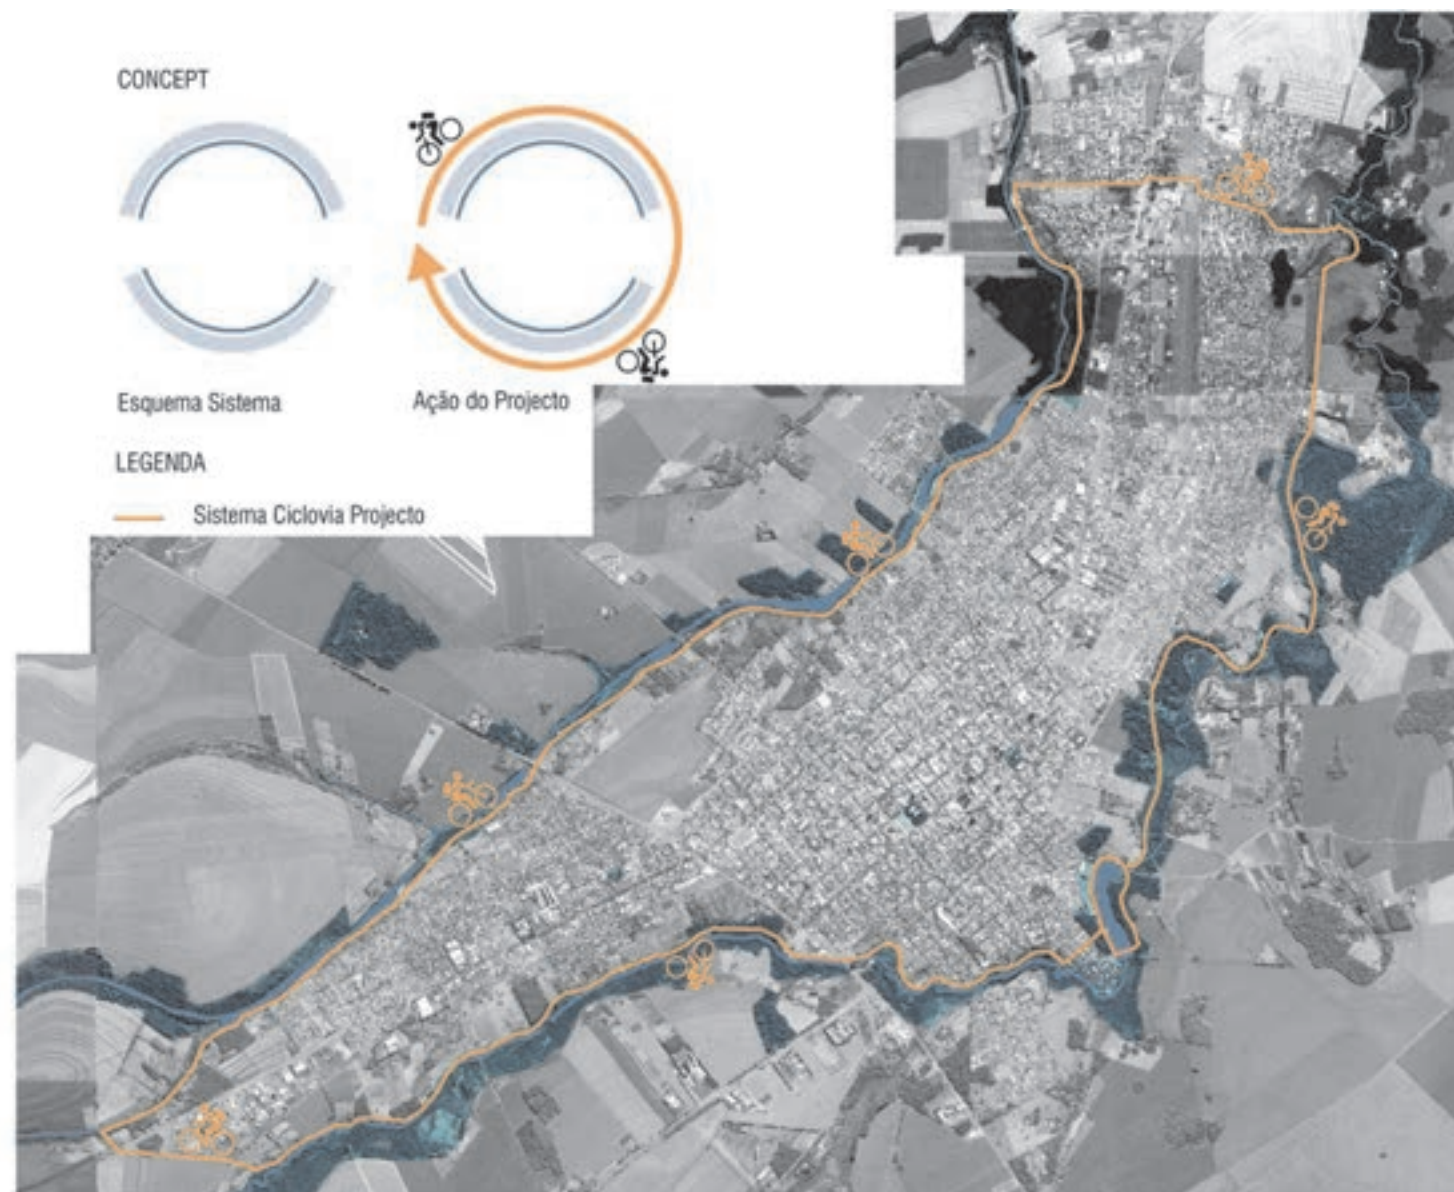 CONCEPT
Esquema Sistema
Ação do Projecto
LEGENDA
Sistema Ciclovia Projecto